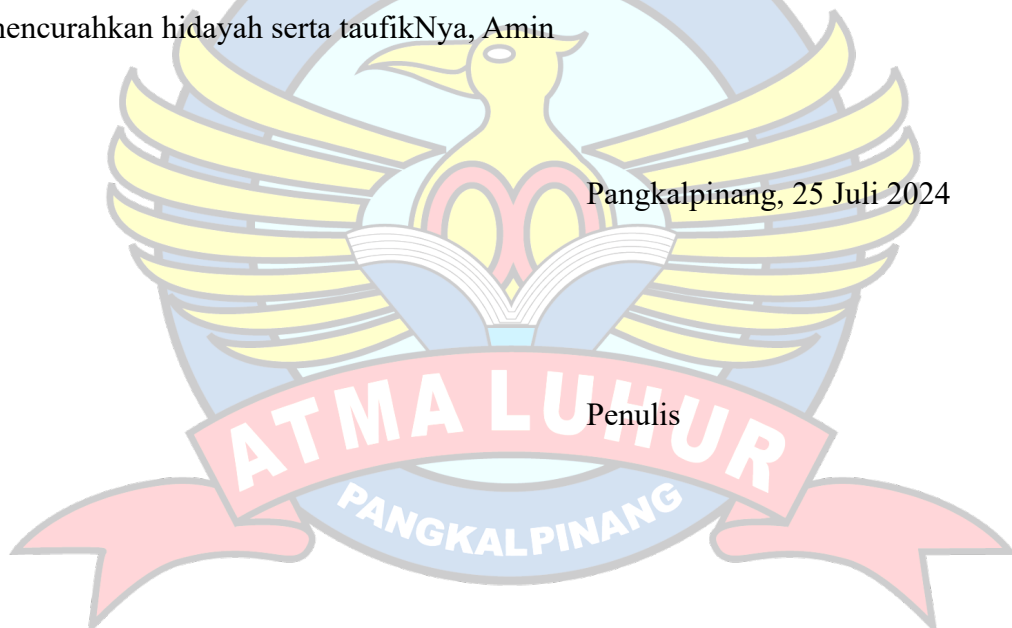 mencurahkan hidayah serta taufikNya, Amin
Pangkalpinang, 25 Juli 2024
Penulis
ATMA LUHUR
PANGKALPINANG